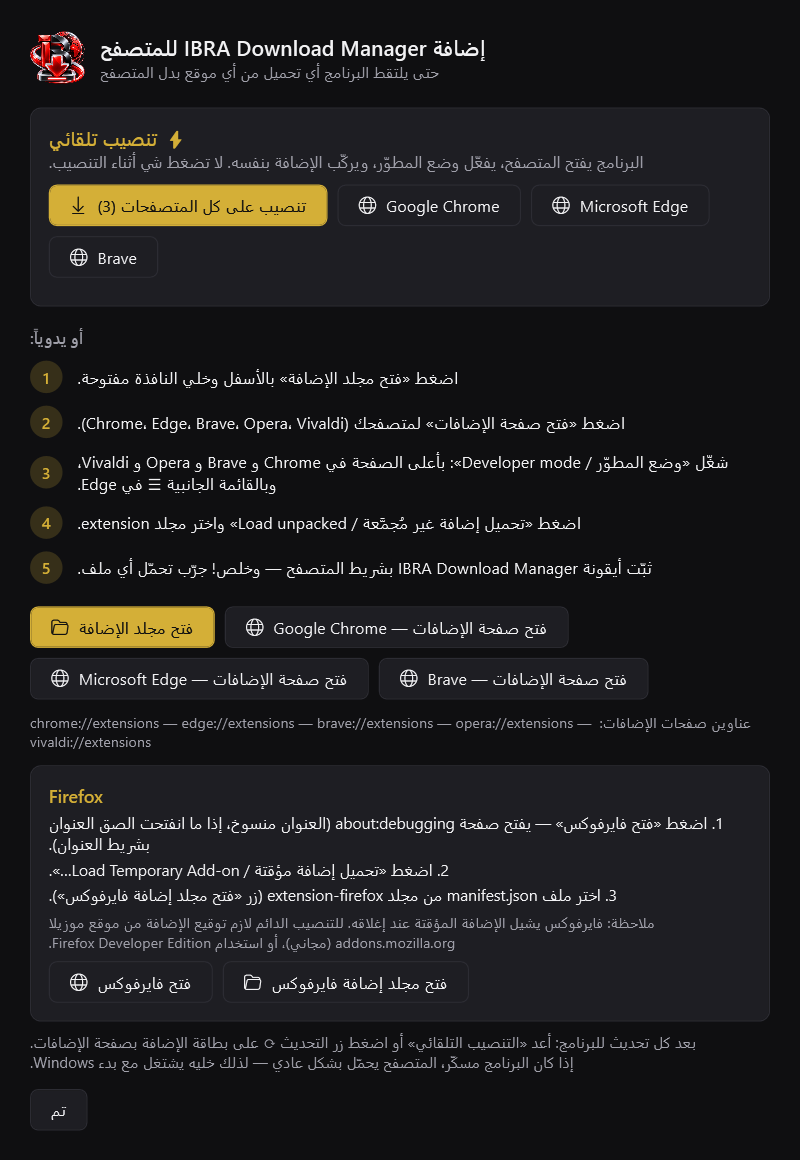 إضافة IBRA Download Manager للمتصفح
حتى يلتقط البرنامج أي تحميل من أي موقع بدل المتصفح
تنصيب تلقائي
البرنامج يفتح المتصفح، يفعّل وضع المطوّر، ويركّب الإضافة بنفسه. لا تضغط شي أثناء التنصيب.
تنصيب على كل المتصفحات (3)
Google Chrome
Microsoft Edge
Brave
أو يدوياً:
1 اضغط «فتح مجلد الإضافة» بالأسفل وخلي النافذة مفتوحة.
2 اضغط «فتح صفحة الإضافات» لمتصفحك (Chrome، Edge، Brave، Opera، Vivaldi).
3 شغّل «وضع المطوّر / Developer mode»: بأعلى الصفحة في Chrome و Brave و Opera و Vivaldi،
وبالقائمة الجانبية ☰ في Edge.
4 اضغط «تحميل إضافة غير مُجمَّعة / Load unpacked» واختر مجلد extension.
5 ثبّت أيقونة IBRA Download Manager بشريط المتصفح — وخلص! جرّب تحمّل أي ملف.
فتح مجلد الإضافة
Google Chrome — فتح صفحة الإضافات
Microsoft Edge — فتح صفحة الإضافات
Brave — فتح صفحة الإضافات
عناوين صفحات الإضافات: chrome://extensions — edge://extensions — brave://extensions — opera://extensions —
vivaldi://extensions
Firefox
1. اضغط «فتح فايرفوكس» — يفتح صفحة about:debugging (العنوان منسوخ، إذا ما انفتحت الصق العنوان
بشريط العنوان).
2. اضغط «تحميل إضافة مؤقتة / Load Temporary Add-on...».
3. اختر ملف manifest.json من مجلد extension-firefox (زر «فتح مجلد إضافة فايرفوكس»).
ملاحظة: فايرفوكس يشيل الإضافة المؤقتة عند إغلاقه. للتنصيب الدائم لازم توقيع الإضافة من موقع موزيلا
addons.mozilla.org (مجاني)، أو استخدام Firefox Developer Edition.
فتح فايرفوكس
فتح مجلد إضافة فايرفوكس
بعد كل تحديث للبرنامج: أعد «التنصيب التلقائي» أو اضغط زر التحديث ⟳ على بطاقة الإضافة بصفحة الإضافات.
إذا كان البرنامج مسكّر، المتصفح يحمّل بشكل عادي — لذلك خليه يشتغل مع بدء Windows.
تم